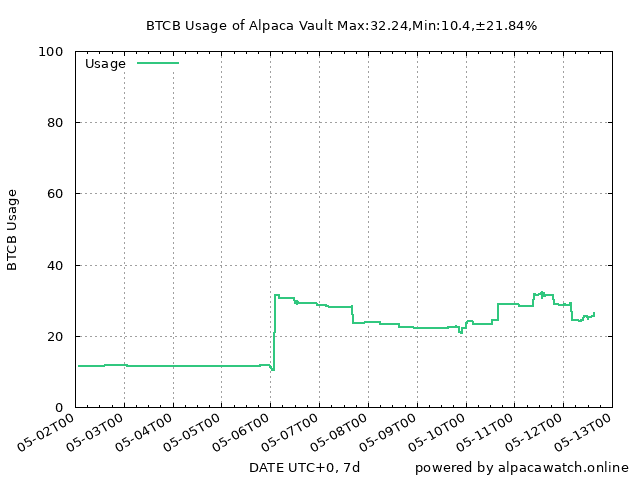 BTCB Usage of Alpaca Vault Max:32.24,Min:10.4,±21.84%
Usage
100
80
60
40
20
0
BTCB Usage
05-02T00
05-03T00
05-04T00
05-05T00
05-06T00
05-07T00
05-08T00
05-09T00
05-10T00
05-11T00
05-12T00
05-13T00
DATE UTC+0, 7d
powered by alpacawatch.online